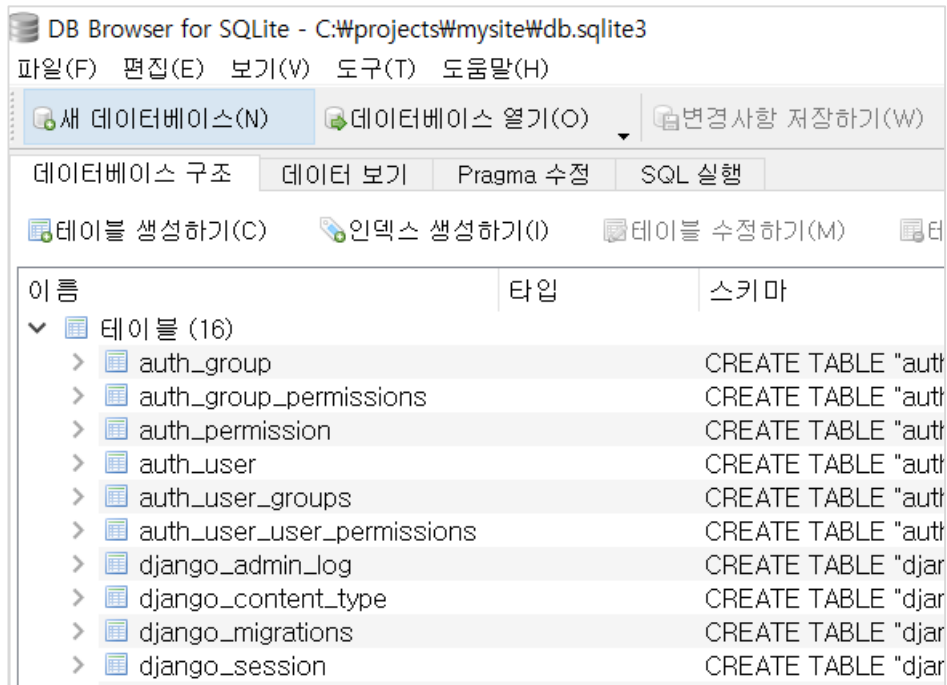 DB Browser for SQLite - C:₩projects₩mysite₩db.sqlite3
파일(F) 편집(E) 보기(V) 도구(T) 도움말(H)
새 데이터베이스(N) 데이터베이스 열기(O) 변경사항 저장하기(W)
데이터베이스 구조 데이터 보기 Pragma 수정 SQL 실행
테이블 생성하기(C) 인덱스 생성하기(I) 테이블 수정하기(M)
이름 타입 스키마
테이블 (16)
auth_group CREATE TABLE "auth
auth_group_permissions CREATE TABLE "auth
auth_permission CREATE TABLE "auth
auth_user CREATE TABLE "auth
auth_user_groups CREATE TABLE "auth
auth_user_user_permissions CREATE TABLE "auth
django_admin_log CREATE TABLE "djan
django_content_type CREATE TABLE "djan
django_migrations CREATE TABLE "djan
django_session CREATE TABLE "djan